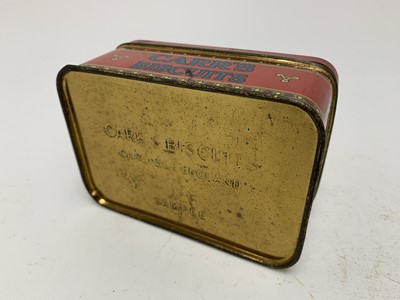 CARR'S
BISCUITS
CARR'S BISCUITS
CARLISLE ENGLAND
SAMPLE